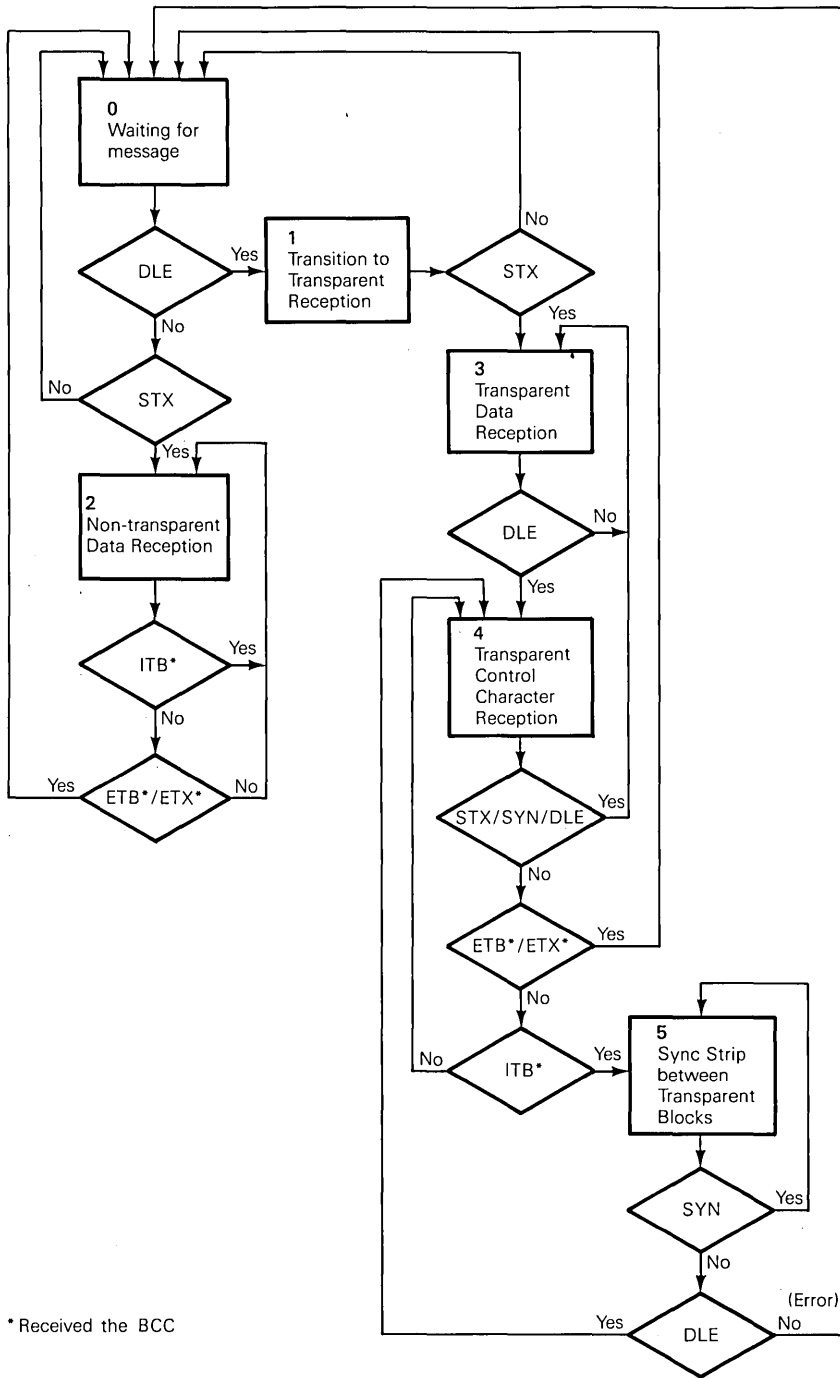 0
Waiting for
message
DLE
Yes
No
1
Transition to
Transparent
Reception
STX
No
Yes
STX
No
Yes
2
Non-transparent
Data Reception
ITB*
Yes
No
ETB*/ETX*
Yes
No
3
Transparent
Data
Reception
DLE
No
Yes
4
Transparent
Control
Character
Reception
STX/SYN/DLE
Yes
No
ETB*/ETX*
Yes
No
ITB*
No
Yes
5
Sync Strip
between
Transparent
Blocks
SYN
Yes
No
DLE
Yes
(Error)
No
* Received the BCC